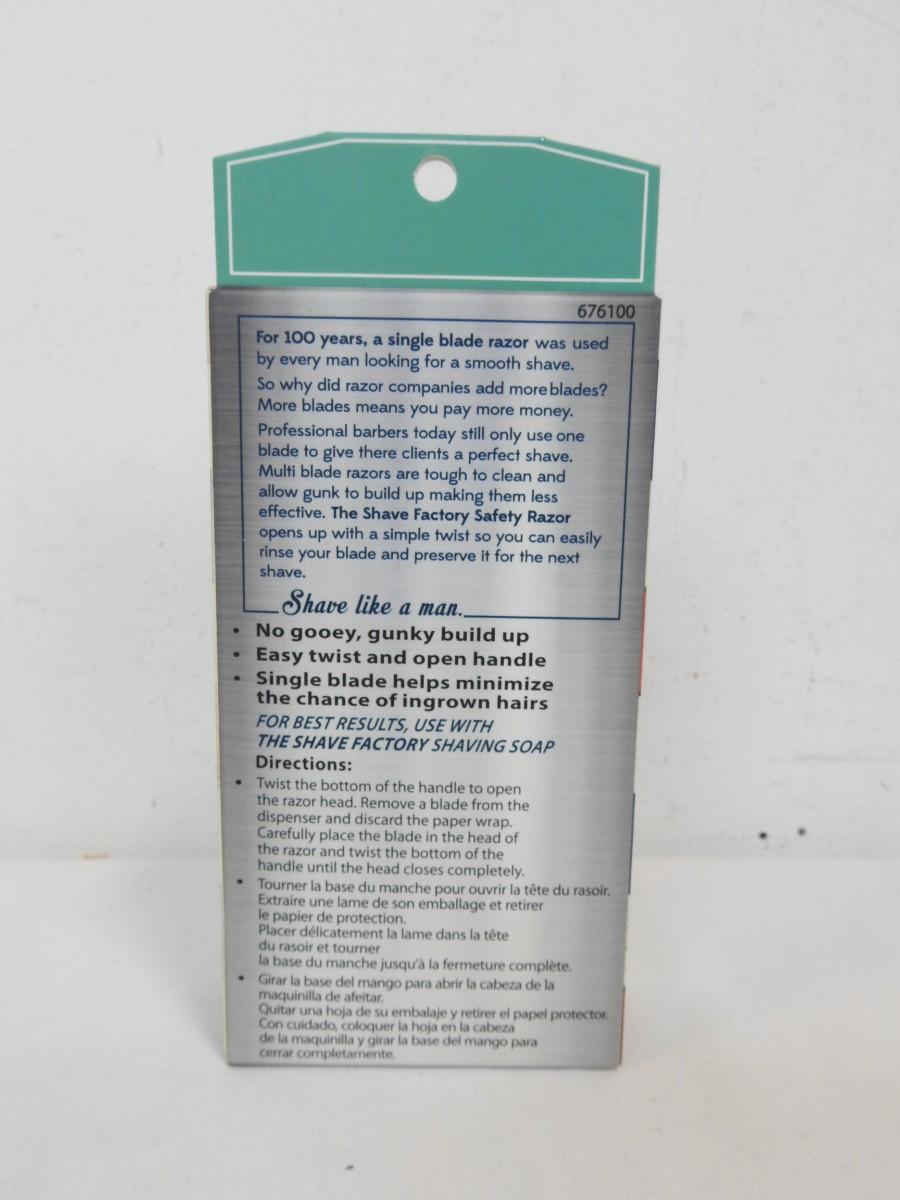 676100
For 100 years, a single blade razor was used
by every man looking for a smooth shave.
So why did razor companies add more blades?
More blades means you pay more money.
Professional barbers today still only use one
blade to give there clients a perfect shave.
Multi blade razors are tough to clean and
allow gunk to build up making them less
effective. The Shave Factory Safety Razor
opens up with a simple twist so you can easily
rinse your blade and preserve it for the next
shave.
Shave like a man.
• No gooey, gunky build up
• Easy twist and open handle
• Single blade helps minimize
the chance of ingrown hairs
FOR BEST RESULTS, USE WITH
THE SHAVE FACTORY SHAVING SOAP
Directions:
• Twist the bottom of the handle to open
the razor head. Remove a blade from the
dispenser and discard the paper wrap.
Carefully place the blade in the head of
the razor and twist the bottom of the
handle until the head closes completely.
• Tourner la base du manche pour ouvrir la tête du rasoir.
Extraire une lame de son emballage et retirer
le papier de protection.
Placer délicatement la lame dans la tête
du rasoir et tourner
la base du manche jusqu'à la fermeture complète.
• Girar la base del mango para abrir la cabeza de la
maquinilla de afeitar.
Quitar una hoja de su embalaje y retirer el papel protector.
Con cuidado, coloquer la hoja en la cabeza
de la maquinilla y girar la base del mango para
cerrar completamente.